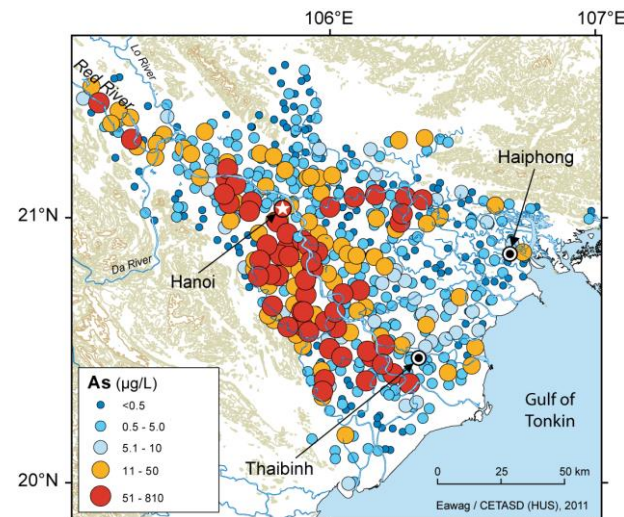 106°E
107°E
Lo River
Red River
Haiphong
21°N
21°N
Da River
Hanoi
As (µg/L)
<0.5
0.5 - 5.0
5.1 - 10
11 - 50
51 - 810
Gulf of
Tonkin
Thaibinh
20°N
20°N
0 25 50 km
Eawag / CETASD (HUS), 2011